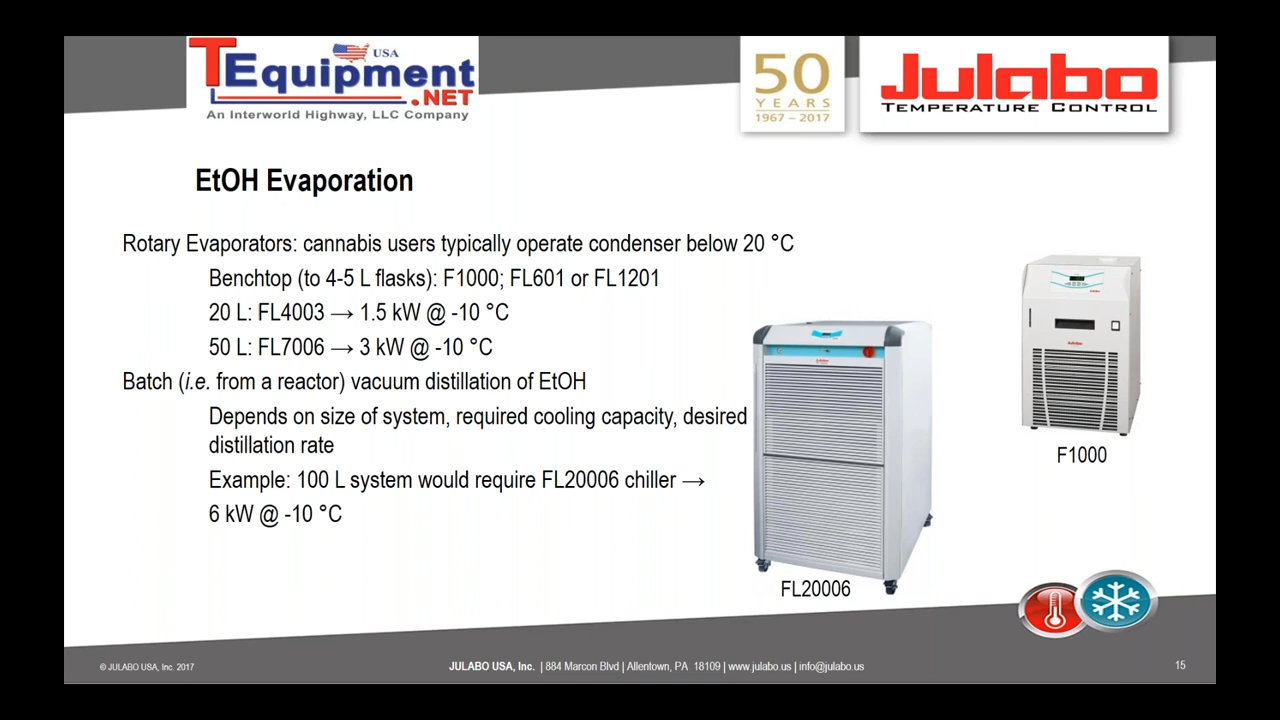 USA
TEquipment
.NET
An Interworld Highway, LLC Company
50
YEARS
1967 – 2017
Julabo
TEMPERATURE CONTROL
EtOH Evaporation
Rotary Evaporators: cannabis users typically operate condenser below 20 °C
Benchtop (to 4-5 L flasks): F1000; FL601 or FL1201
20 L: FL4003 → 1.5 kW @ -10 °C
50 L: FL7006 → 3 kW @ -10 °C
Batch (i.e. from a reactor) vacuum distillation of EtOH
Depends on size of system, required cooling capacity, desired
distillation rate
Example: 100 L system would require FL20006 chiller →
6 kW @ -10 °C
Julabo
F1000
FL20006
© JULABO USA, Inc. 2017
JULABO USA, Inc. | 884 Marcon Blvd | Allentown, PA 18109 | www.julabo.us | info@julabo.us
15